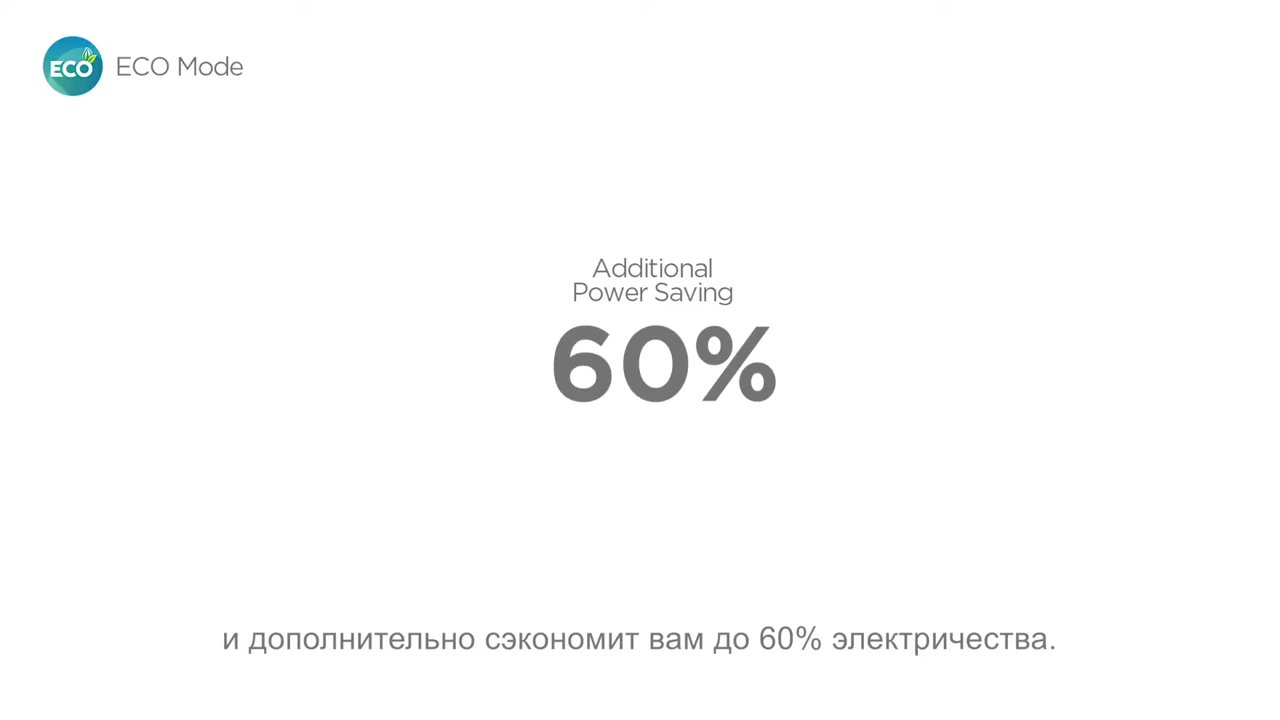 ECO
ECO Mode
Additional
Power Saving
60%
и дополнительно сэкономит вам до 60% электричества.